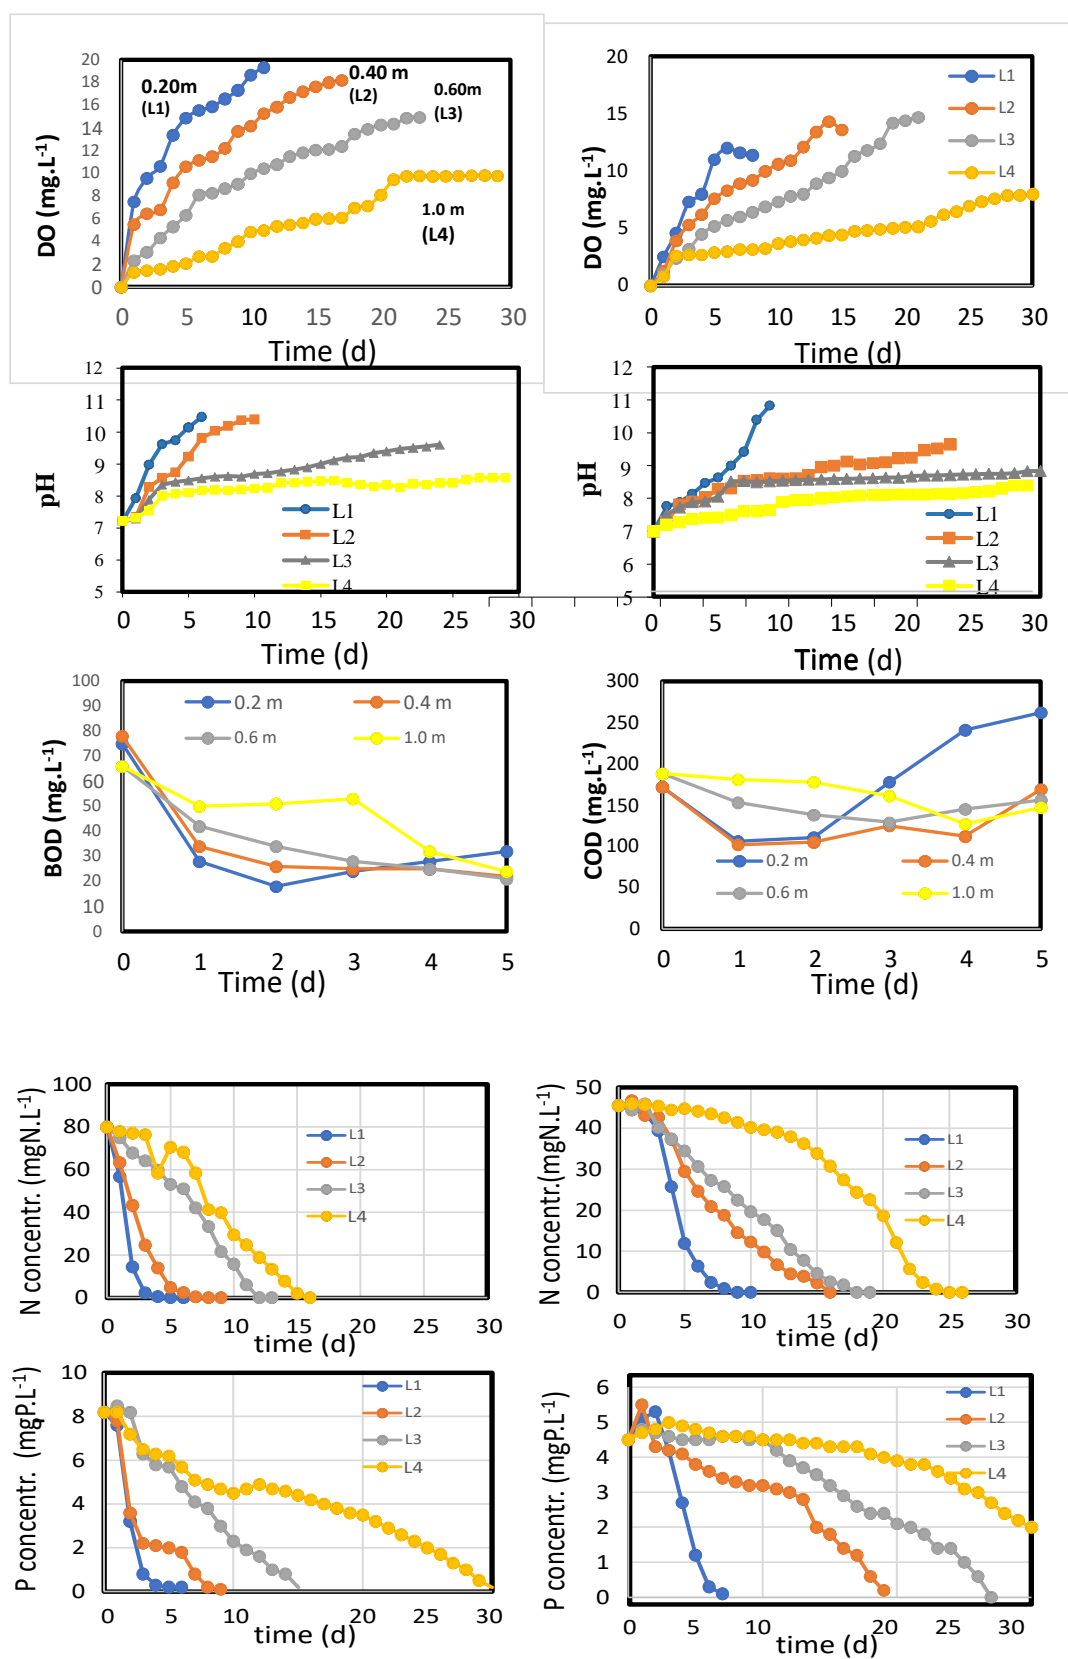 20
18
16
14
12
10
8
6
4
2
0
DO (mg.L-1)
0.20m
(L1)
0.40 m
(L2)
0.60m
(L3)
1.0 m
(L4)
0 5 10 15 20 25 30
Time (d)
20
15
10
5
0
DO (mg.L-1)
L1
L2
L3
L4
0 5 10 15 20 25 30
Time (d)
12
11
10
9
8
7
6
5
pH
L1
L2
L3
L4
0 5 10 15 20 25 30
Time (d)
12
11
10
9
8
7
6
5
pH
L1
L2
L3
L4
0 5 10 15 20 25 30
Time (d)
100
90
80
70
60
50
40
30
20
10
0
BOD (mg.L-1)
0.2 m 0.4 m
0.6 m 1.0 m
0 1 2 3 4 5
Time (d)
300
250
200
150
100
50
0
COD (mg.L-1)
0.2 m 0.4 m
0.6 m 1.0 m
0 1 2 3 4 5
Time (d)
100
80
60
40
20
0
N concentr. (mgN.L-1)
L1
L2
L3
L4
0 5 10 15 20 25 30
time (d)
50
40
30
20
10
0
N concentr.(mgN.L-1)
L1
L2
L3
L4
0 5 10 15 20 25 30
time (d)
10
8
6
4
2
0
P concentr. (mgP.L-1)
L1
L2
L3
L4
0 5 10 15 20 25 30
time (d)
6
5
4
3
2
1
0
P concentr. (mgP.L-1)
L1
L2
L3
L4
0 10 20 30
time (d)